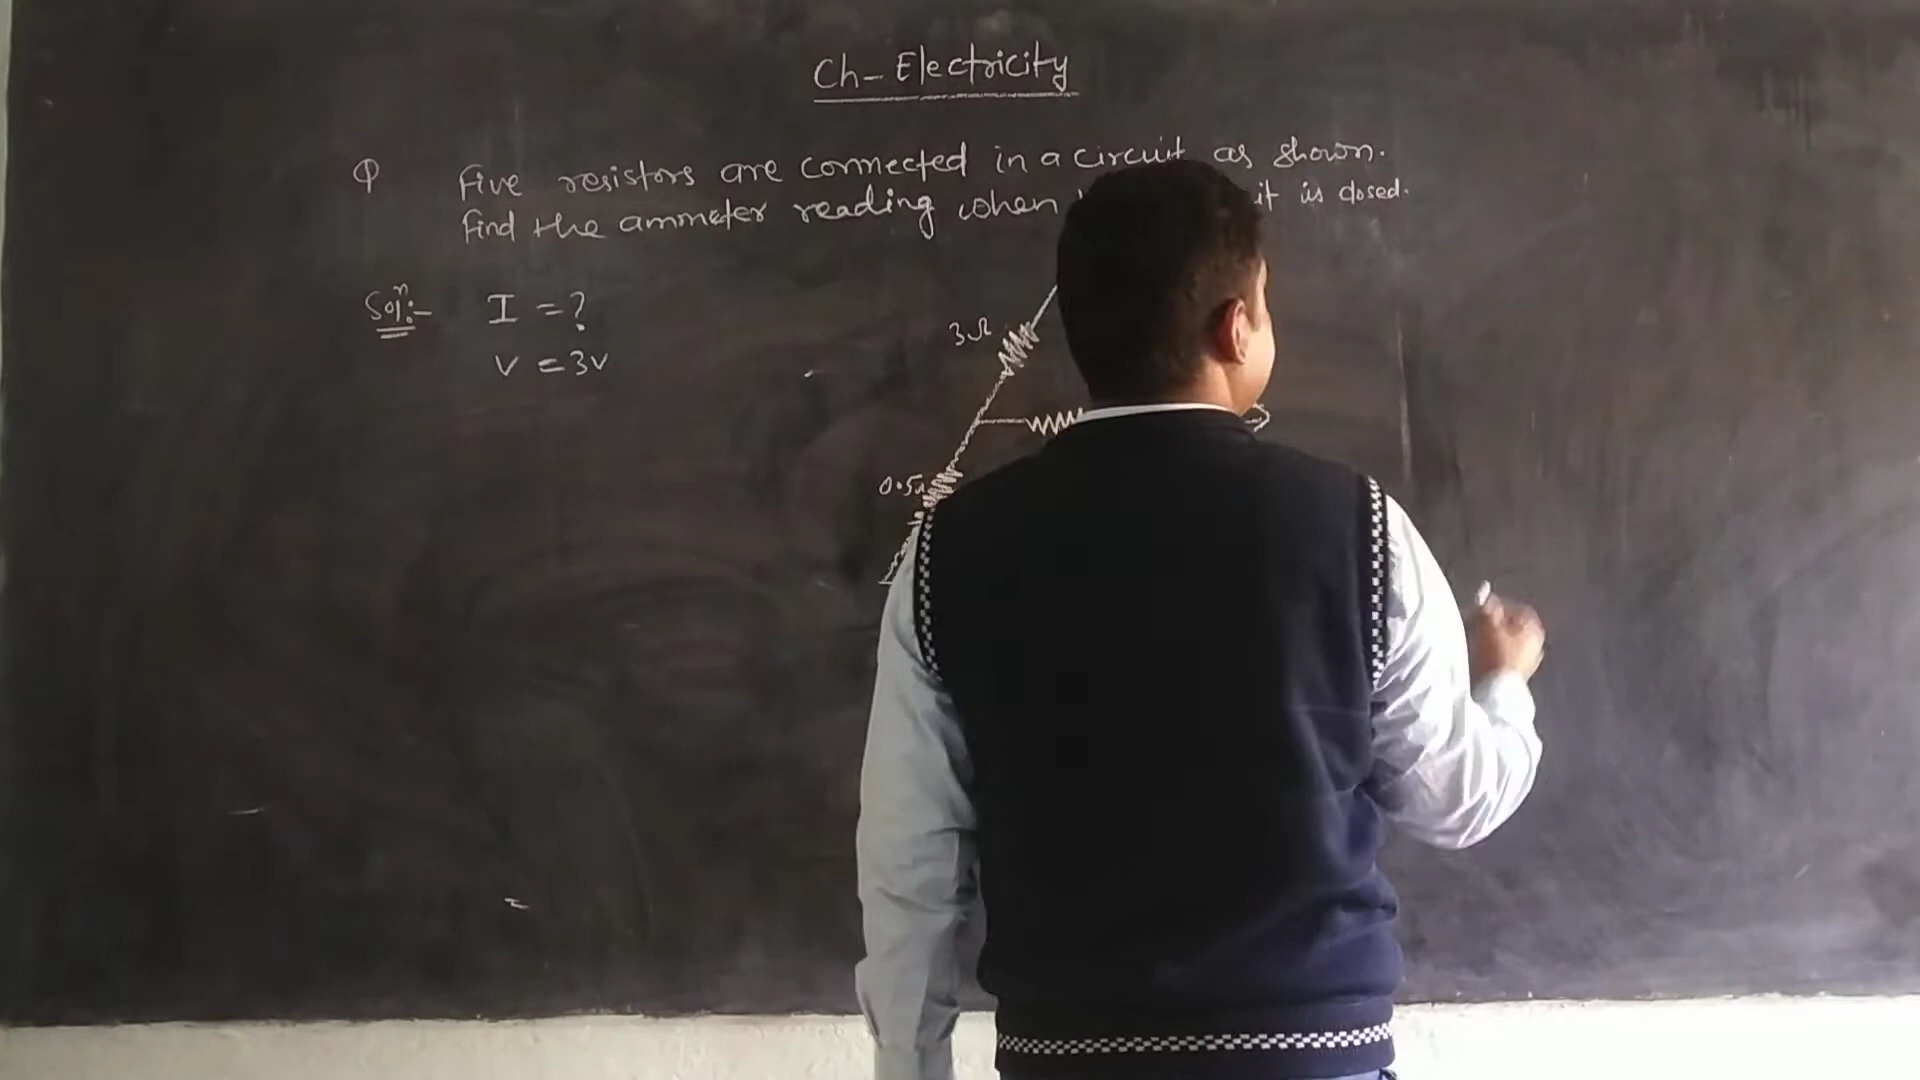 Ch- Electricity
Q Five resistors are connected in a circuit as shown.
find the ammeter reading when it is closed.
Solⁿ:- I = ?
V = 3V
3Ω
0.5Ω